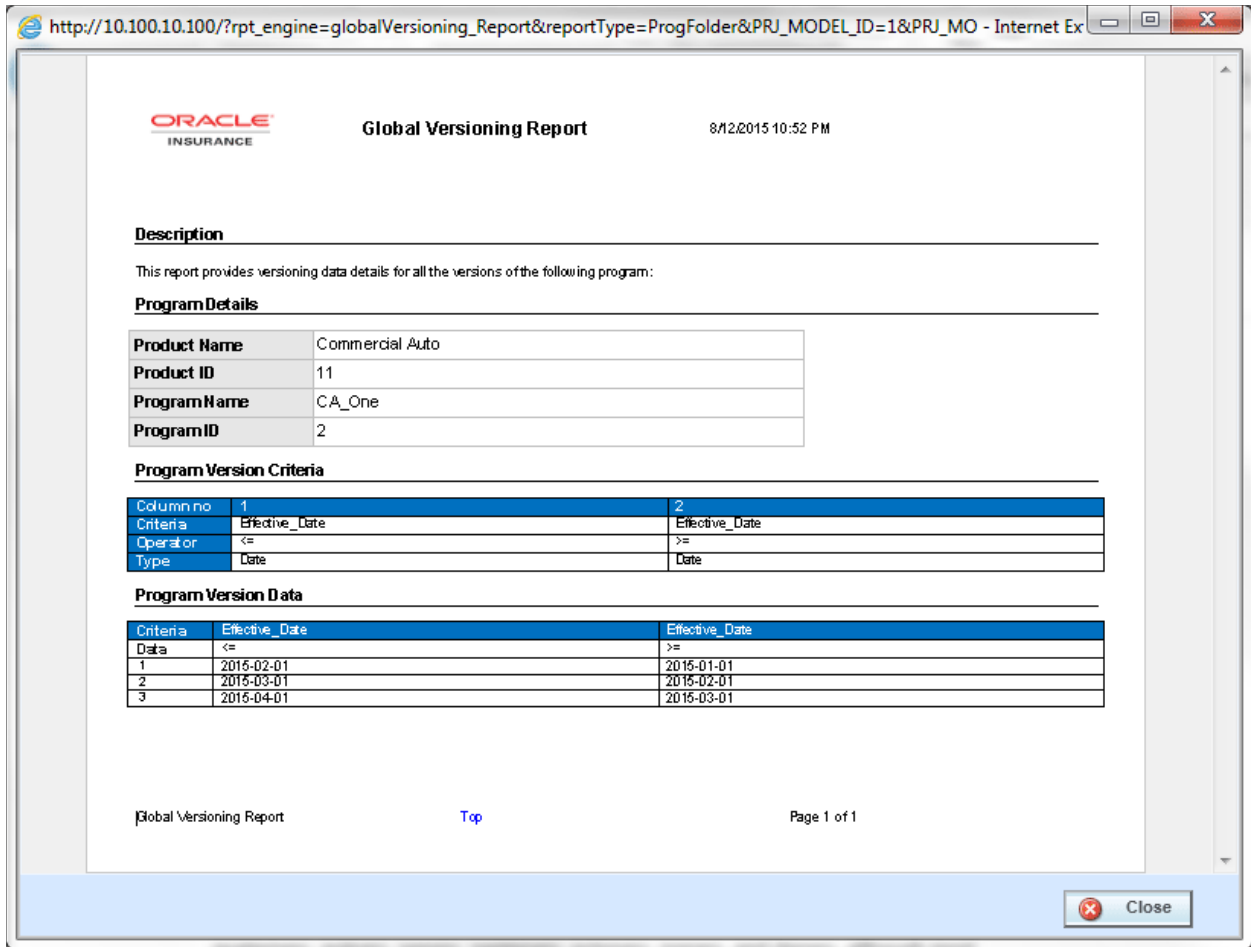 http://10.100.10.100/?rpt_engine=globalVersioning_Report&reportType=ProgFolder&PRJ_MODEL_ID=1&PRJ_MO - Internet Ex
ORACLE
INSURANCE
Global Versioning Report
8/12/2015 10:52 PM
Description
This report provides versioning data details for all the versions of the following program:
Program Details
Product Name Commercial Auto
Product ID 11
Program Name CA_One
Program ID 2
Program Version Criteria
Column no 1 2
Criteria Effective_Date Effective_Date
Operator <= >=
Type Date Date
Program Version Data
Criteria Effective_Date Effective_Date
Data <= >=
1 2015-02-01 2015-01-01
2 2015-03-01 2015-02-01
3 2015-04-01 2015-03-01
Global Versioning Report Top Page 1 of 1
Close